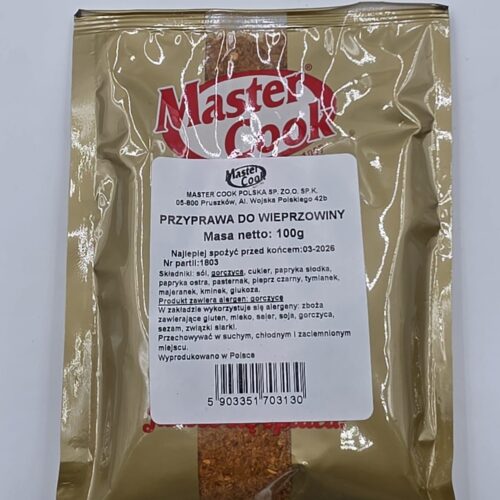 Master
Cook
Master
Cook
MASTER COOK POLSKA SP. ZO.O. SP.K.
05-800 Pruszków, Al. Wojska Polskiego 42b
PRZYPRAWA DO WIEPRZOWINY
Masa netto: 100g
Najlepiej spożyć przed końcem:03-2026
Nr partii:1803
Składniki: sól, gorczyca, cukier, papryka słodka,
papryka ostra, pasternak, pieprz czarny, tymianek,
majeranek, kminek, glukoza.
Produkt zawiera alergen: gorczycę
W zakładzie wykorzystuje się alergeny: zboża
zawierające gluten, mleko, seler, soja, gorczyca,
sezam, związki siarki.
Przechowywać w suchym, chłodnym i zaciemnionym
miejscu.
Wyprodukowano w Polsce
5 903351 703130